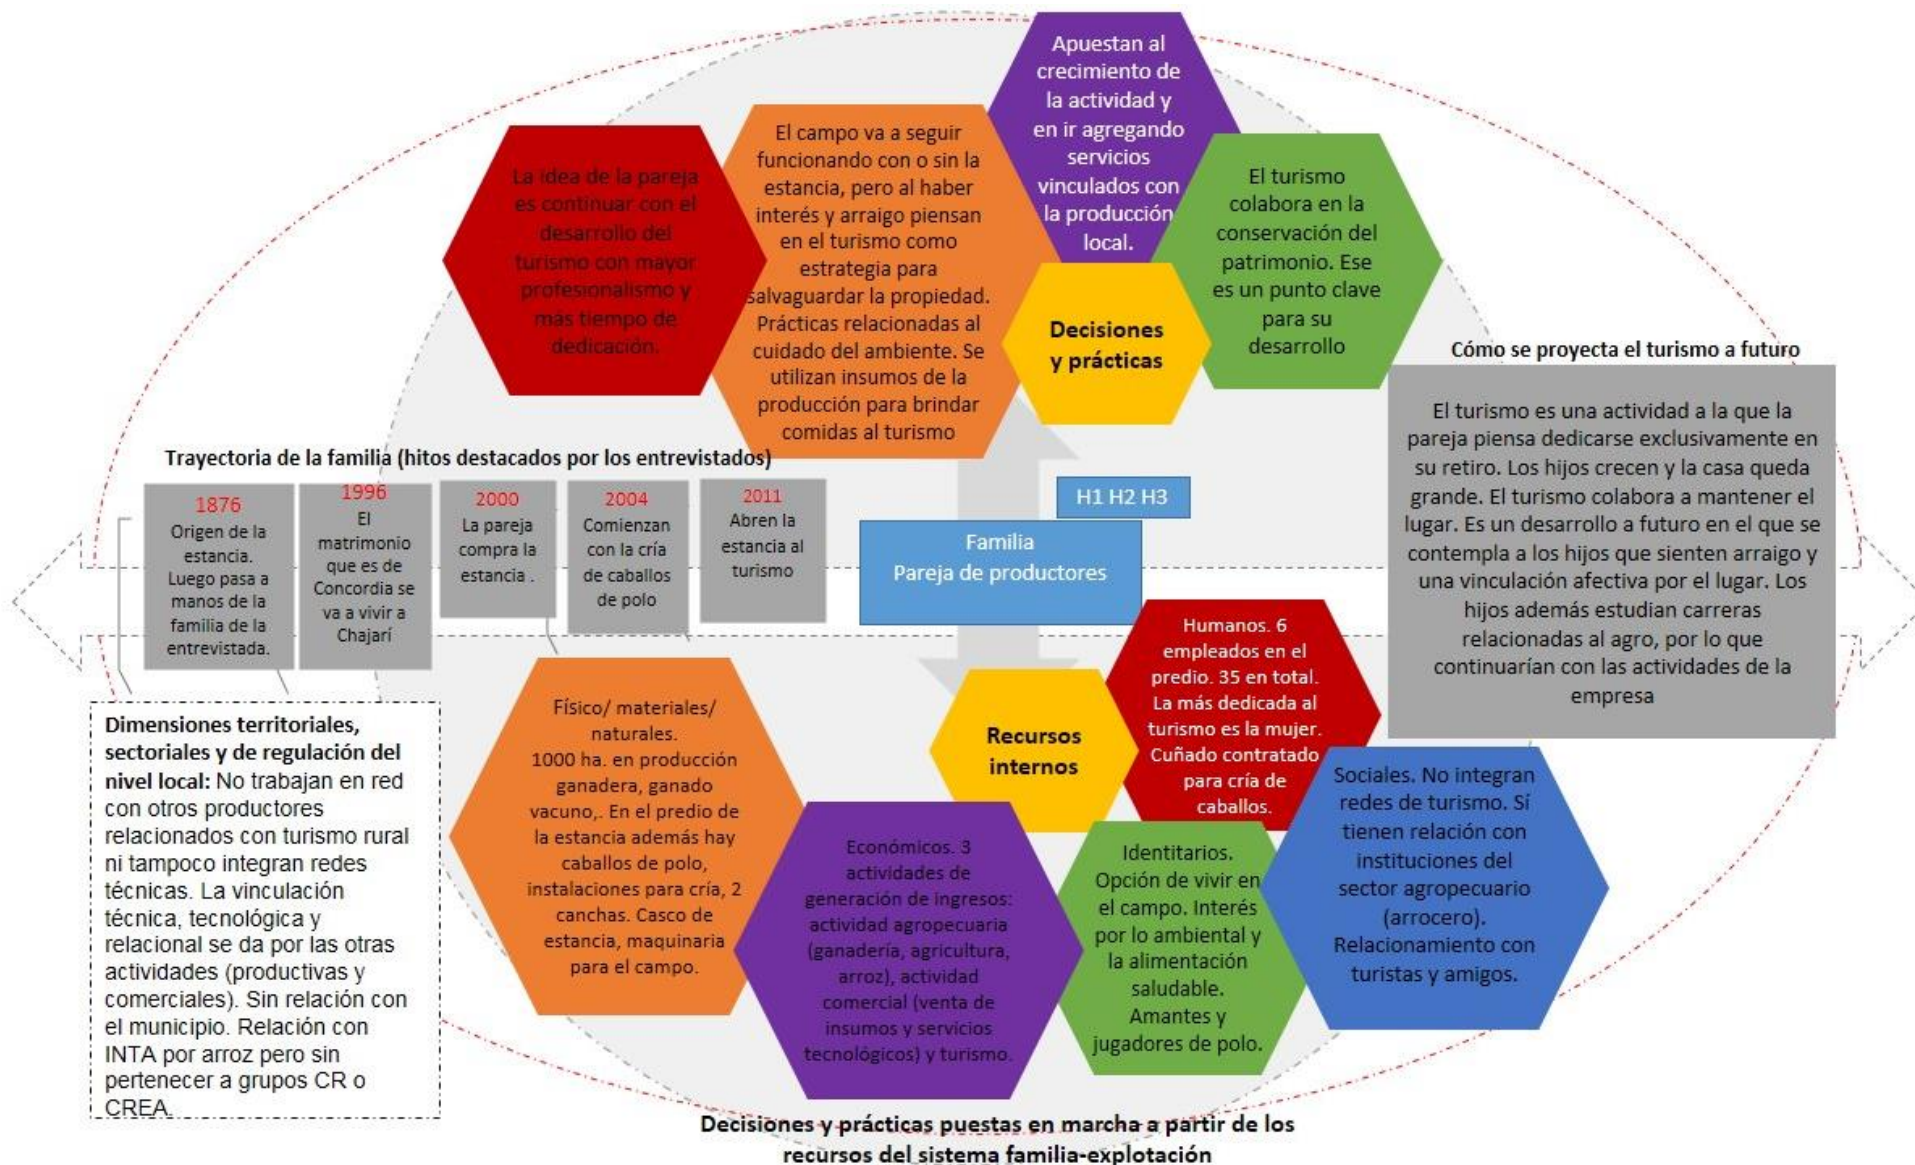 Apuestan al
crecimiento de
la actividad y
en ir agregando
servicios
vinculados con
la producción
local.
El campo va a seguir
funcionando con o sin la
estancia, pero al haber
interés y arraigo piensan
en el turismo como
estrategia para
salvaguardar la propiedad.
Prácticas relacionadas al
cuidado del ambiente. Se
utilizan insumos de la
producción para brindar
comidas al turismo
La idea de la pareja
es continuar con el
desarrollo del
turismo con mayor
profesionalismo y
más tiempo de
dedicación.
El turismo
colabora en la
conservación del
patrimonio. Ese
es un punto clave
para su
desarrollo
Decisiones
y prácticas
Cómo se proyecta el turismo a futuro
El turismo es una actividad a la que la
pareja piensa dedicarse exclusivamente en
su retiro. Los hijos crecen y la casa queda
grande. El turismo colabora a mantener el
lugar. Es un desarrollo a futuro en el que se
contempla a los hijos que sienten arraigo y
una vinculación afectiva por el lugar. Los
hijos además estudian carreras
relacionadas al agro, por lo que
continuarían con las actividades de la
empresa
Trayectoria de la familia (hitos destacados por los entrevistados)
1876
Origen de la
estancia.
Luego pasa a
manos de la
familia de la
entrevistada.
1996
El
matrimonio
que es de
Concordia se
va a vivir a
Chajarí
2000
La pareja
compra la
estancia .
2004
Comienzan
con la cría
de caballos
de polo
2011
Abren la
estancia al
turismo
H1 H2 H3
Familia
Pareja de productores
Dimensiones territoriales,
sectoriales y de regulación del
nivel local: No trabajan en red
con otros productores
relacionados con turismo rural
ni tampoco integran redes
técnicas. La vinculación
técnica, tecnológica y
relacional se da por las otras
actividades (productivas y
comerciales). Sin relación con
el municipio. Relación con
INTA por arroz pero sin
pertenecer a grupos CR o
CREA.
Físico/ materiales/
naturales.
1000 ha. en producción
ganadera, ganado
vacuno,. En el predio de
la estancia además hay
caballos de polo,
instalaciones para cría, 2
canchas. Casco de
estancia, maquinaria
para el campo.
Recursos
internos
Humanos. 6
empleados en el
predio. 35 en total.
La más dedicada al
turismo es la mujer.
Cuñado contratado
para cría de
caballos.
Económicos. 3
actividades de
generación de ingresos:
actividad agropecuaria
(ganadería, agricultura,
arroz), actividad
comercial (venta de
insumos y servicios
tecnológicos) y turismo.
Identitarios.
Opción de vivir en
el campo. Interés
por lo ambiental y
la alimentación
saludable.
Amantes y
jugadores de polo.
Sociales. No integran
redes de turismo. Sí
tienen relación con
instituciones del
sector agropecuario
(arrocero).
Relacionamiento con
turistas y amigos.
Decisiones y prácticas puestas en marcha a partir de los
recursos del sistema familia-explotación